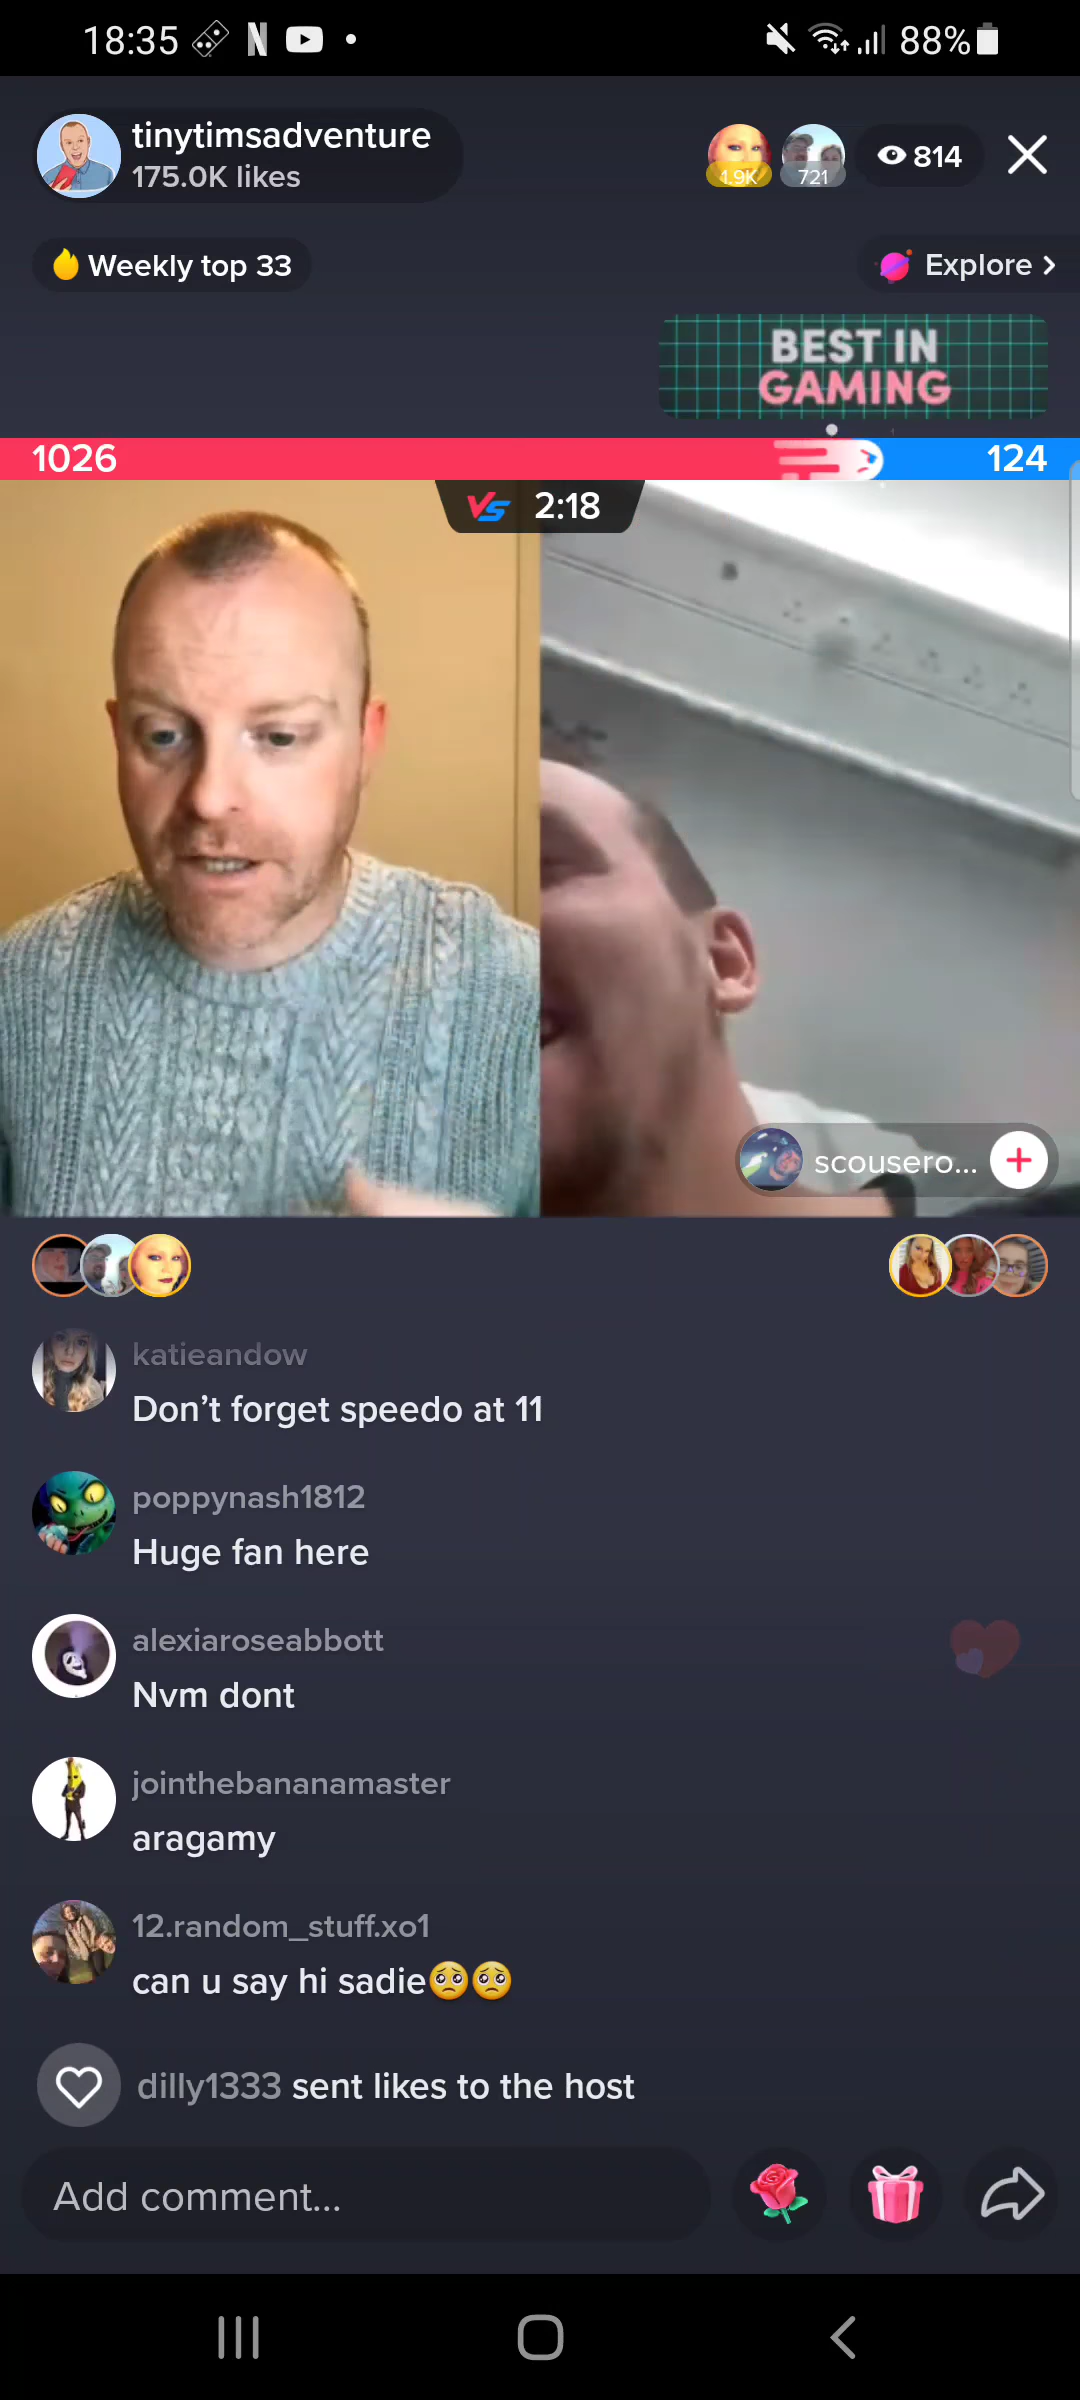 18:35
88%
tinytimsadventure
175.0K likes
1.9K
721
814
Weekly top 33
Explore >
BEST IN
GAMING
1026
124
VS 2:18
scousero...
katieandow
Don’t forget speedo at 11
poppynash1812
Huge fan here
alexiaroseabbott
Nvm dont
jointhebananamaster
aragamy
12.random_stuff.xo1
can u say hi sadie🥺🥺
dilly1333 sent likes to the host
Add comment...